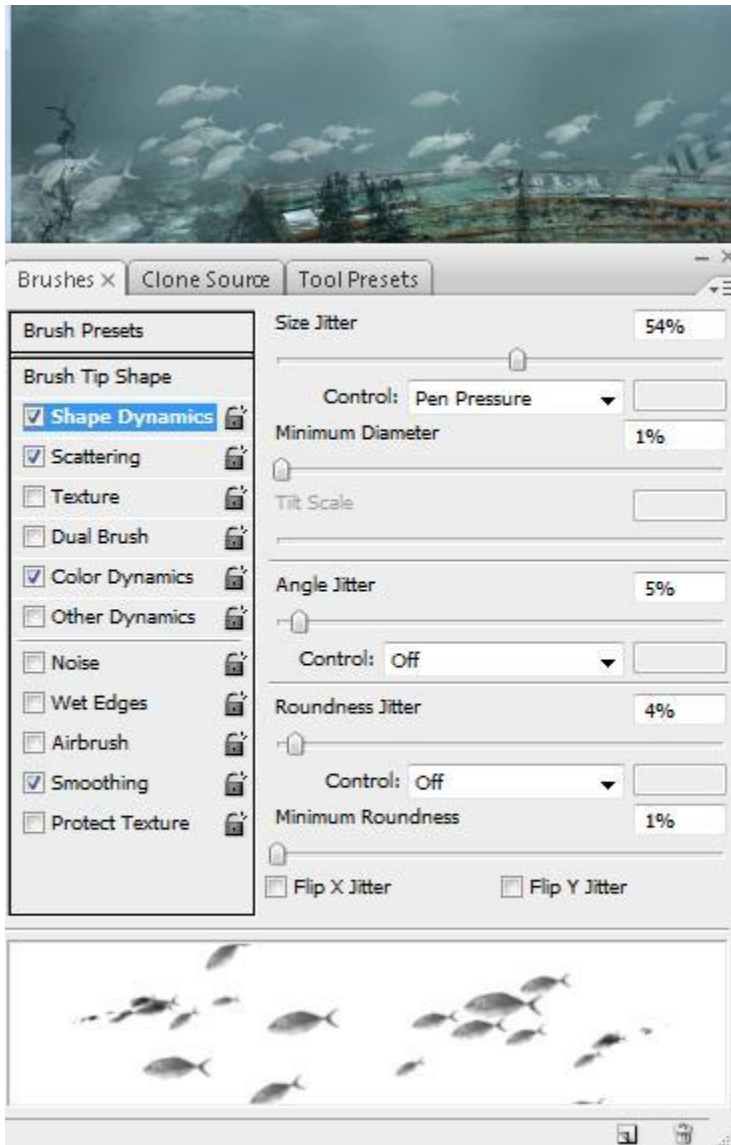 Brushes × Clone Source Tool Presets
Brush Presets
Brush Tip Shape
Shape Dynamics
Scattering
Texture
Dual Brush
Color Dynamics
Other Dynamics
Noise
Wet Edges
Airbrush
Smoothing
Protect Texture
Size Jitter 54%
Control: Pen Pressure
Minimum Diameter 1%
Tilt Scale
Angle Jitter 5%
Control: Off
Roundness Jitter 4%
Control: Off
Minimum Roundness 1%
Flip X Jitter Flip Y Jitter